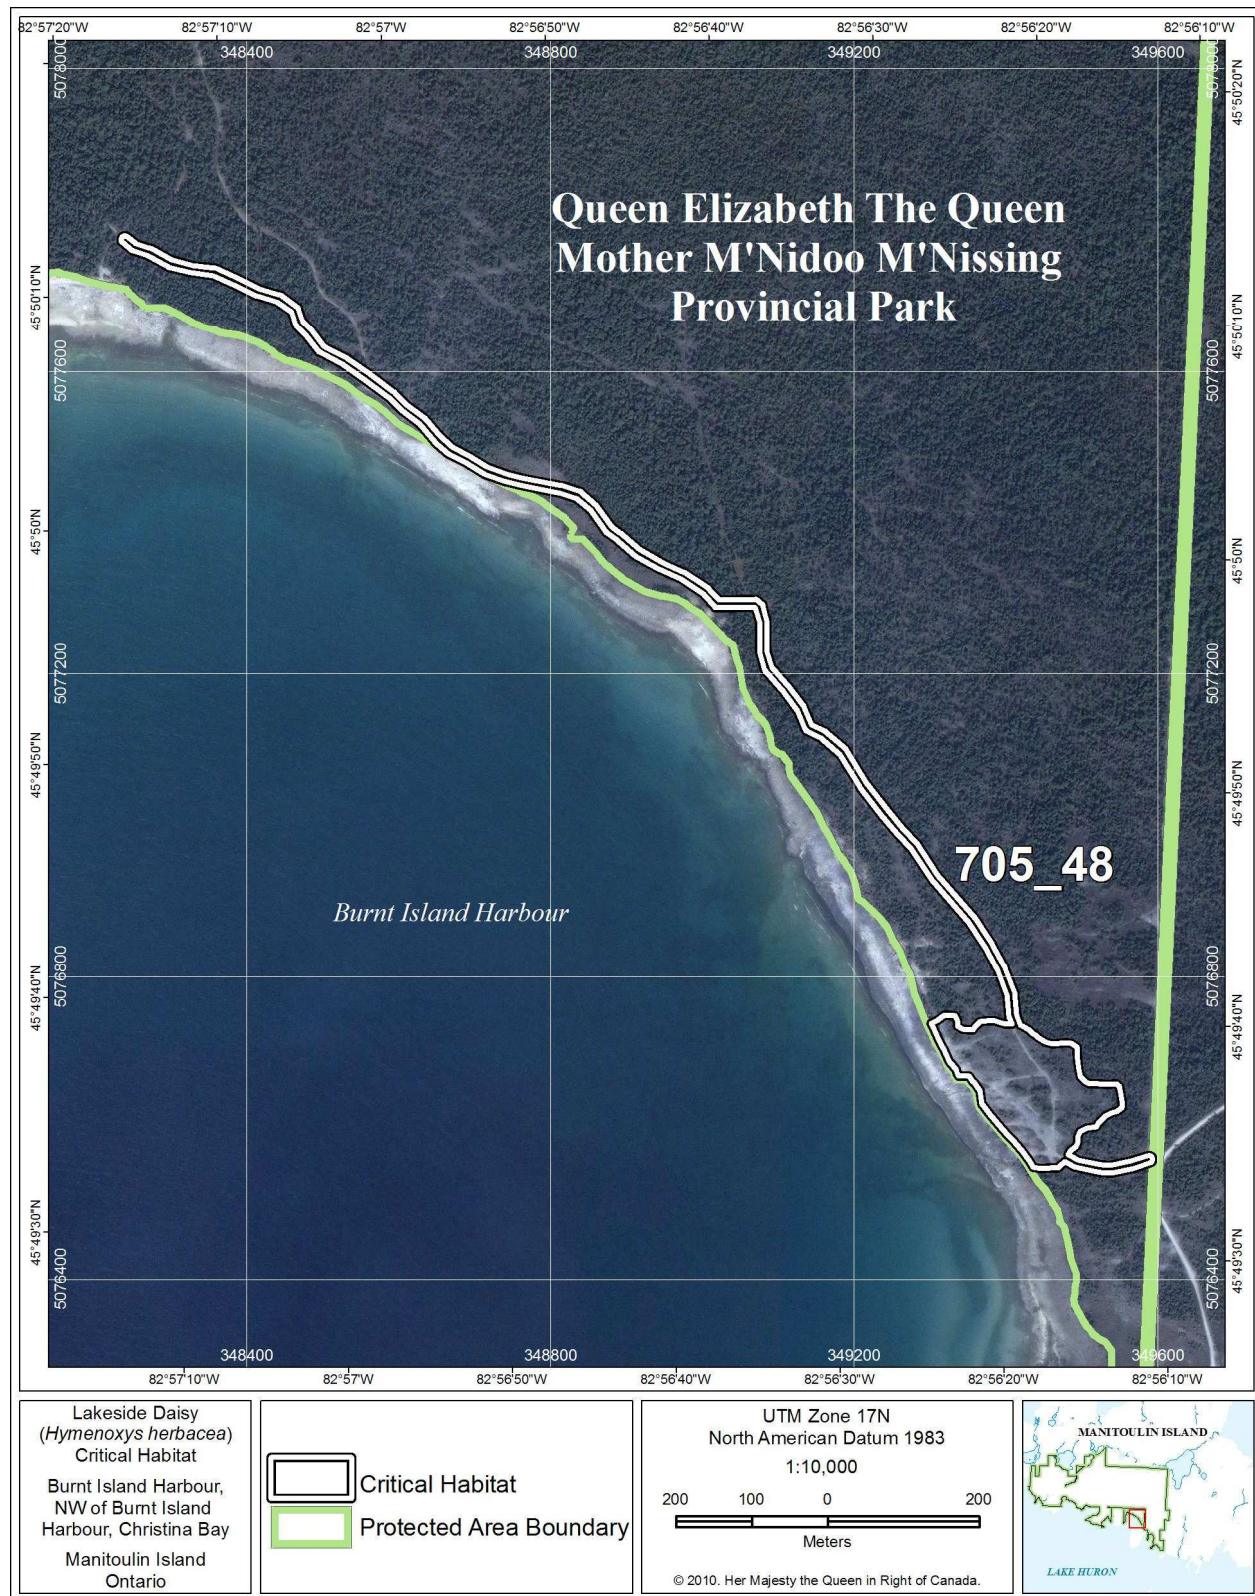 82°57'20"W 82°57'10"W 82°57'W 82°56'50"W 82°56'40"W 82°56'30"W 82°56'20"W 82°56'10"W
348400 348800 349200 349600
5078000 5078000
45°50'20"N
Queen Elizabeth The Queen
Mother M'Nidoo M'Nissing
Provincial Park
45°50'10"N 45°50'10"N
5077600 5077600
45°50'N 45°50'N
5077200 5077200
45°49'50"N 45°49'50"N
705_48
Burnt Island Harbour
5076800 5076800
45°49'40"N 45°49'40"N
45°49'30"N 45°49'30"N
5076400 5076400
348400 348800 349200 349600
82°57'10"W 82°57'W 82°56'50"W 82°56'40"W 82°56'30"W 82°56'20"W 82°56'10"W
Lakeside Daisy
(Hymenoxys herbacea)
Critical Habitat
Burnt Island Harbour,
NW of Burnt Island
Harbour, Christina Bay
Manitoulin Island
Ontario
Critical Habitat
Protected Area Boundary
UTM Zone 17N
North American Datum 1983
1:10,000
200 100 0 200
Meters
© 2010. Her Majesty the Queen in Right of Canada.
MANITOULIN ISLAND
LAKE HURON